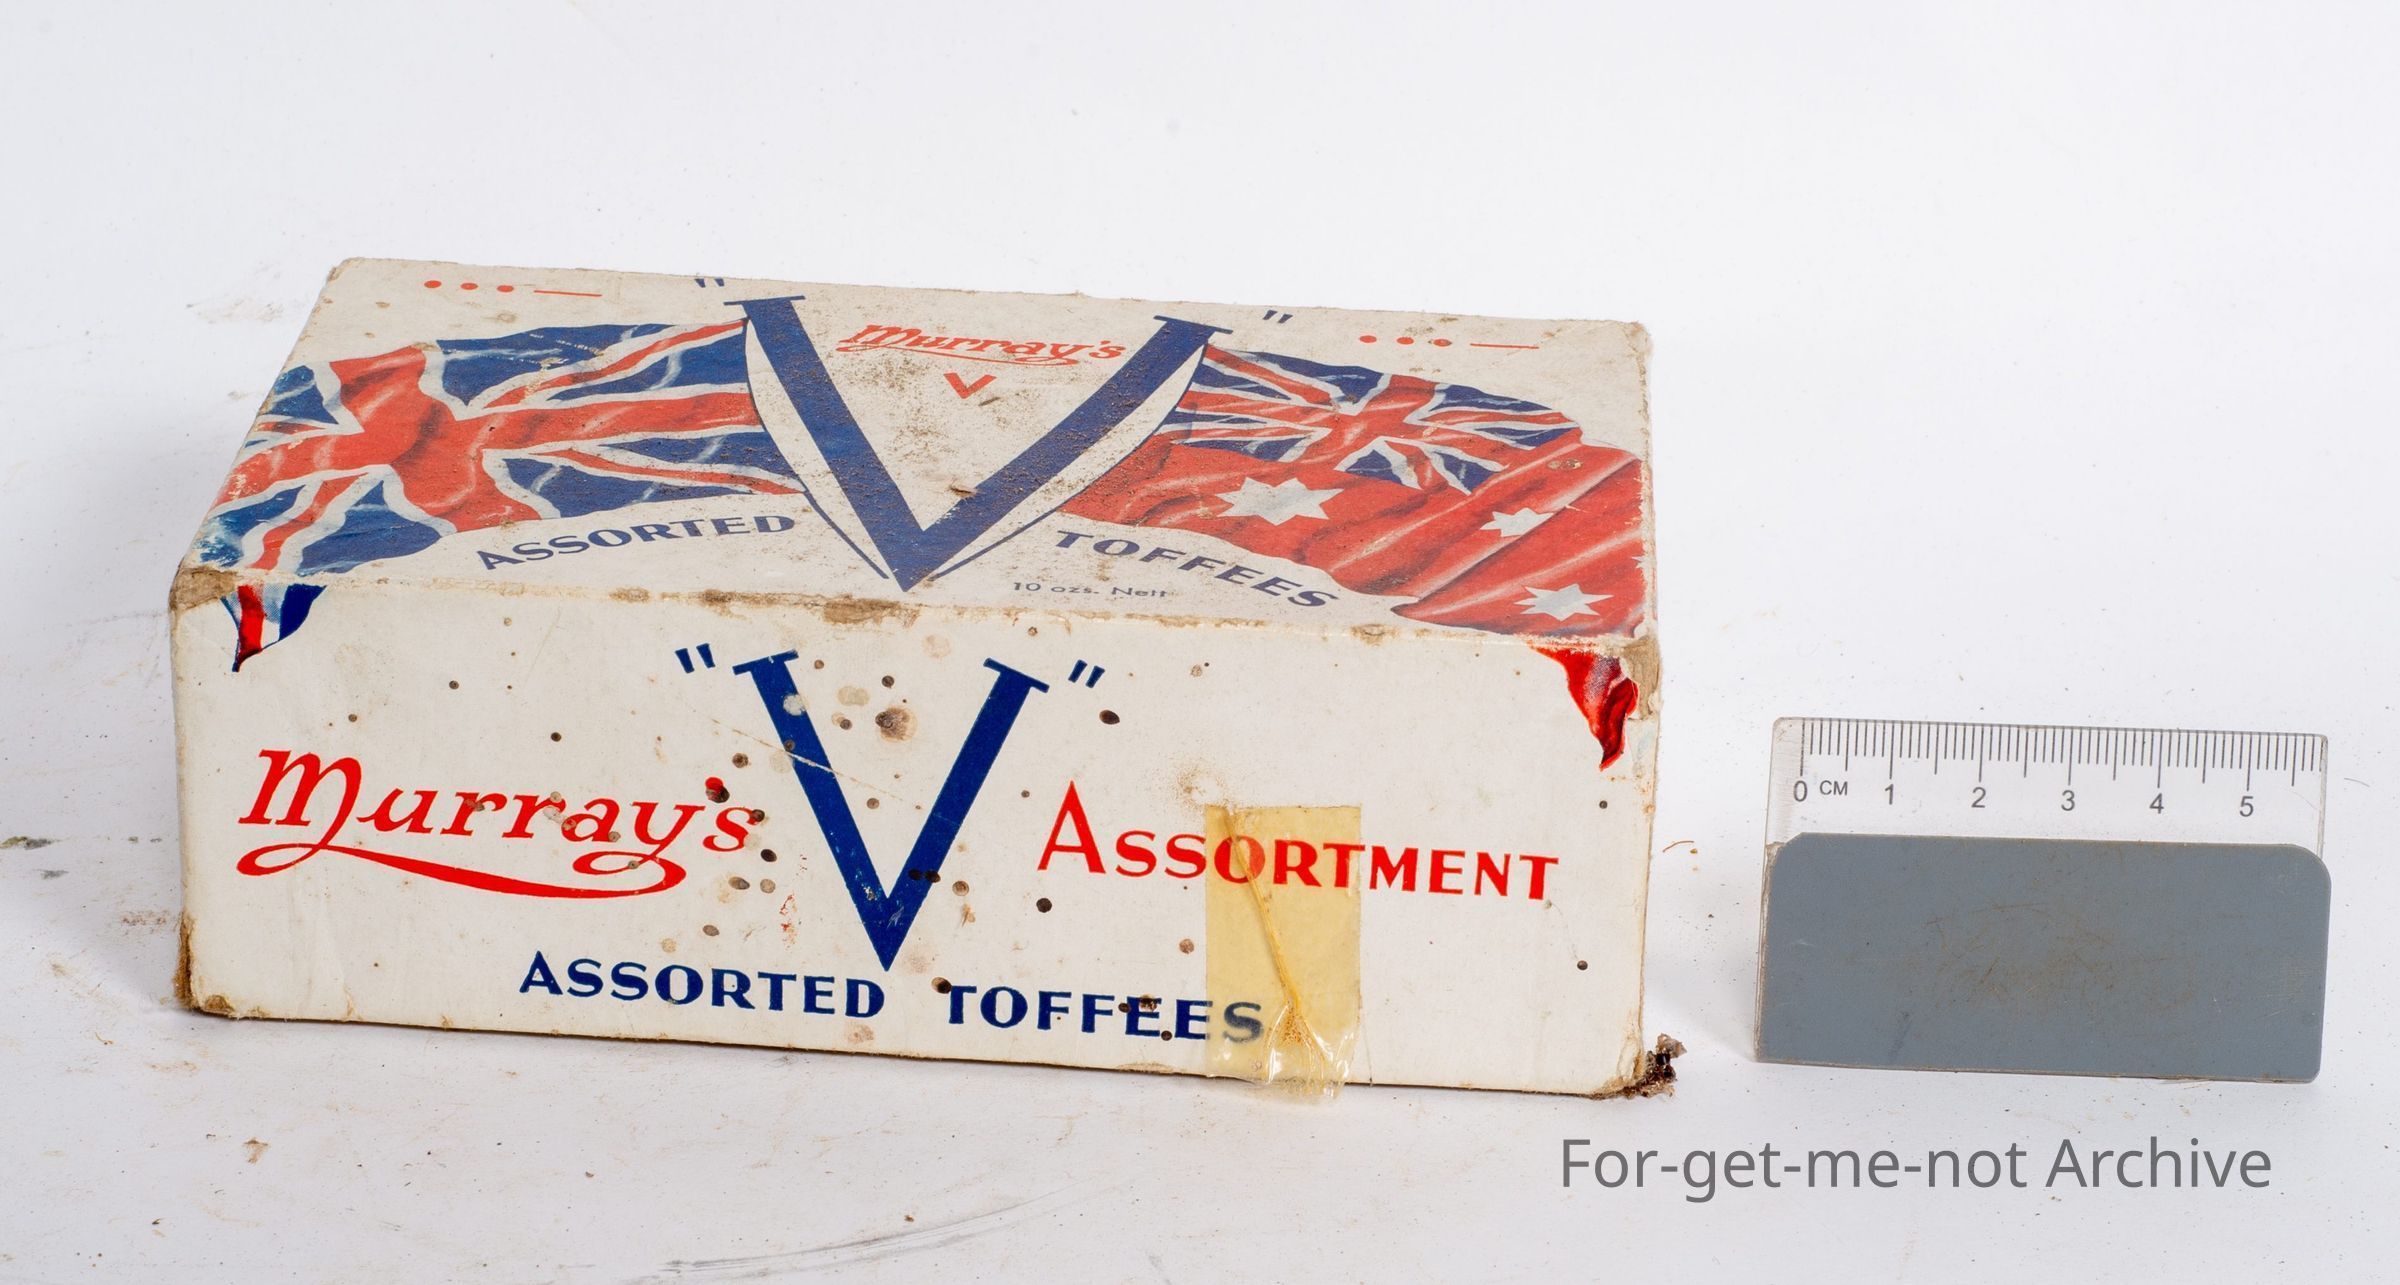 "V"
Murray's
V
ASSORTED TOFFEES
10 ozs. Nett
Murray's "V" ASSORTMENT
ASSORTED TOFFEES
0 CM 1 2 3 4 5
For-get-me-not Archive